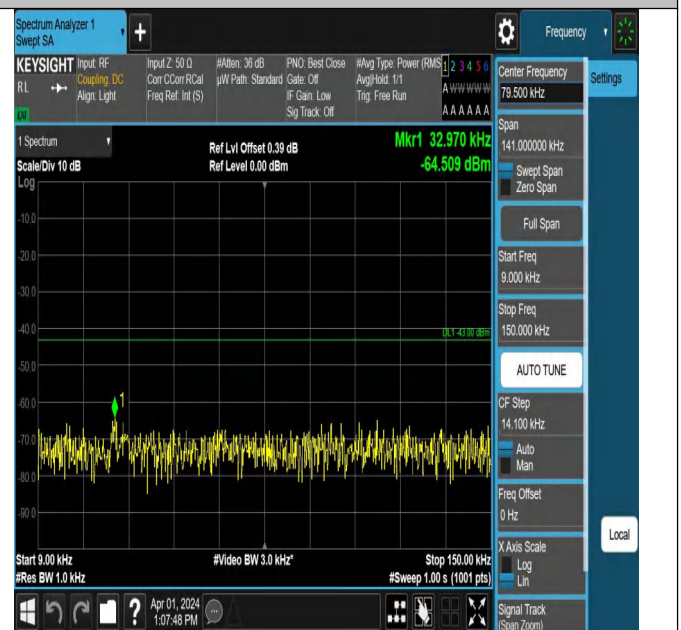 Spectrum Analyzer 1
Swept SA
+
Frequency
KEYSIGHT
RL
LXI
Input: RF
Coupling: DC
Align: Light
Input Z: 50 Ω
Corr CCorr RCal
Freq Ref: Int (S)
#Atten: 36 dB
µW Path: Standard
PNO: Best Close
Gate: Off
IF Gain: Low
Sig Track: Off
#Avg Type: Power (RMS
Avg|Hold: 1/1
Trig: Free Run
1 2 3 4 5 6
A W W W W W
A A A A A A
1 Spectrum
Scale/Div 10 dB
Log
Ref Lvl Offset 0.39 dB
Ref Level 0.00 dBm
Mkr1 32.970 kHz
-64.509 dBm
-10.0
-20.0
-30.0
-40.0
DL1 -43.00 dBm
-50.0
-60.0
1
-70.0
-80.0
-90.0
Start 9.00 kHz
#Res BW 1.0 kHz
#Video BW 3.0 kHz*
Stop 150.00 kHz
#Sweep 1.00 s (1001 pts)
?
Apr 01, 2024
1:07:48 PM
Center Frequency
79.500 kHz
Settings
Span
141.000000 kHz
Swept Span
Zero Span
Full Span
Start Freq
9.000 kHz
Stop Freq
150.000 kHz
AUTO TUNE
CF Step
14.100 kHz
Auto
Man
Freq Offset
0 Hz
X Axis Scale
Log
Lin
Local
Signal Track
(Span Zoom)